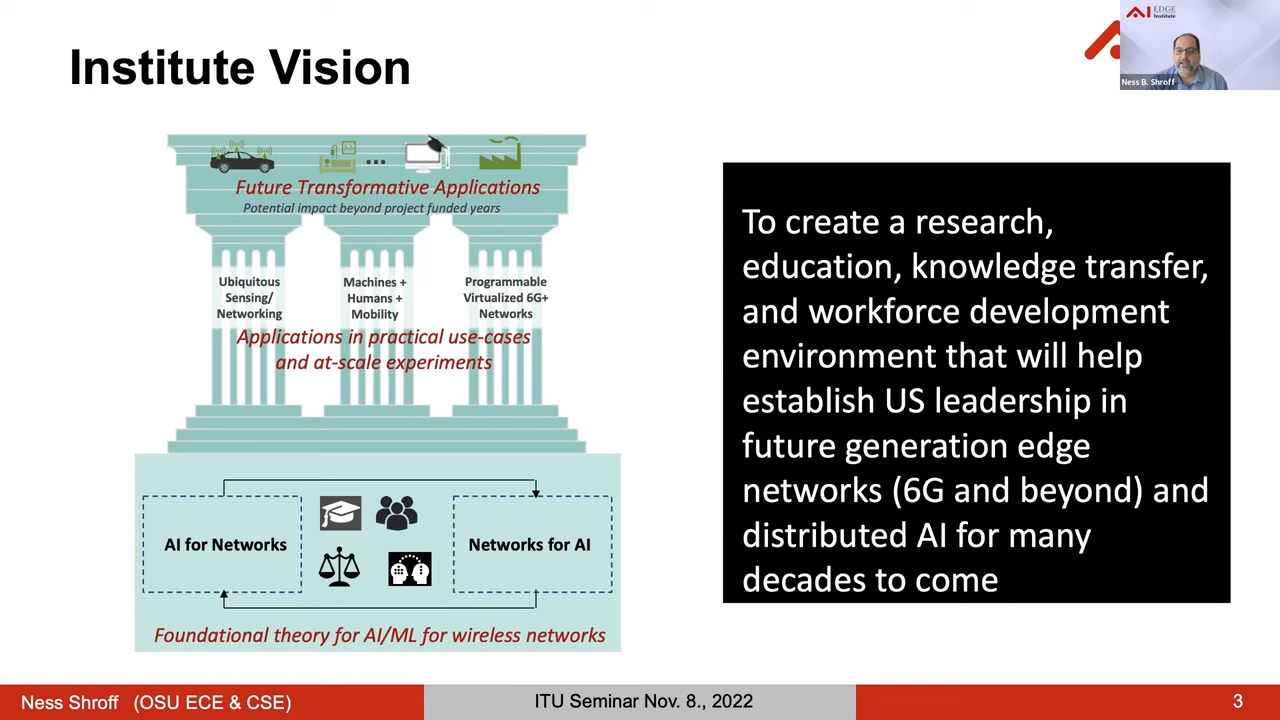 Institute Vision
AI EDGE
Institute
Ness B. Shroff
Future Transformative Applications
Potential impact beyond project funded years
Ubiquitous
Sensing/
Networking
Machines +
Humans +
Mobility
Programmable
Virtualized 6G+
Networks
Applications in practical use-cases
and at-scale experiments
AI for Networks
Networks for AI
Foundational theory for AI/ML for wireless networks
To create a research,
education, knowledge transfer,
and workforce development
environment that will help
establish US leadership in
future generation edge
networks (6G and beyond) and
distributed AI for many
decades to come
Ness Shroff (OSU ECE & CSE)
ITU Seminar Nov. 8., 2022
3